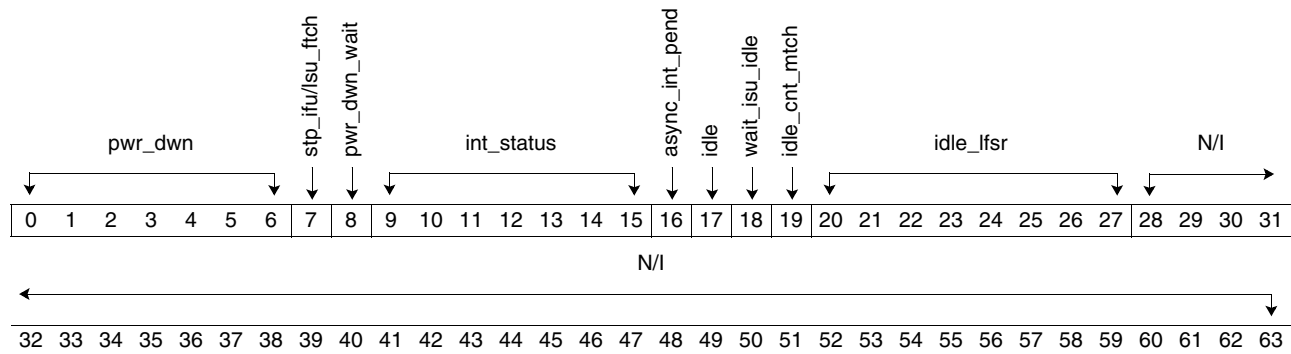 stp_ifu/lsu_ftch
pwr_dwn_wait
async_int_pend
idle
wait_isu_idle
idle_cnt_mtch
pwr_dwn int_status idle_lfsr N/I
0 1 2 3 4 5 6 7 8 9 10 11 12 13 14 15 16 17 18 19 20 21 22 23 24 25 26 27 28 29 30 31
N/I
32 33 34 35 36 37 38 39 40 41 42 43 44 45 46 47 48 49 50 51 52 53 54 55 56 57 58 59 60 61 62 63